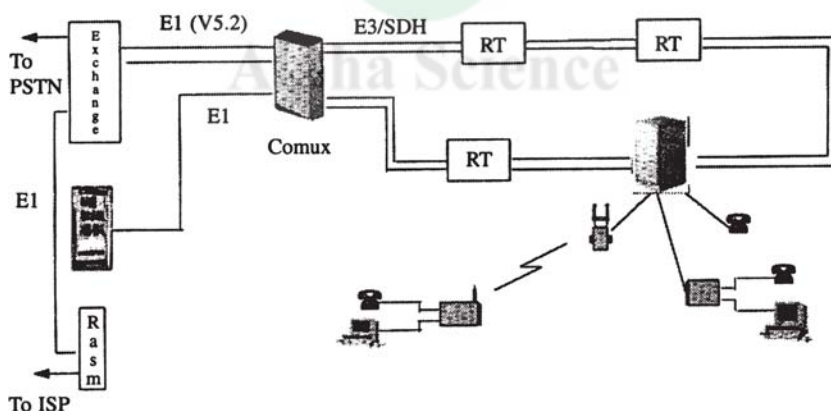 E1 (V5.2)
E3/SDH
RT
RT
To
PSTN
Exchange
Alpha Science
E1
Comux
RT
E1
Rasm
To ISP